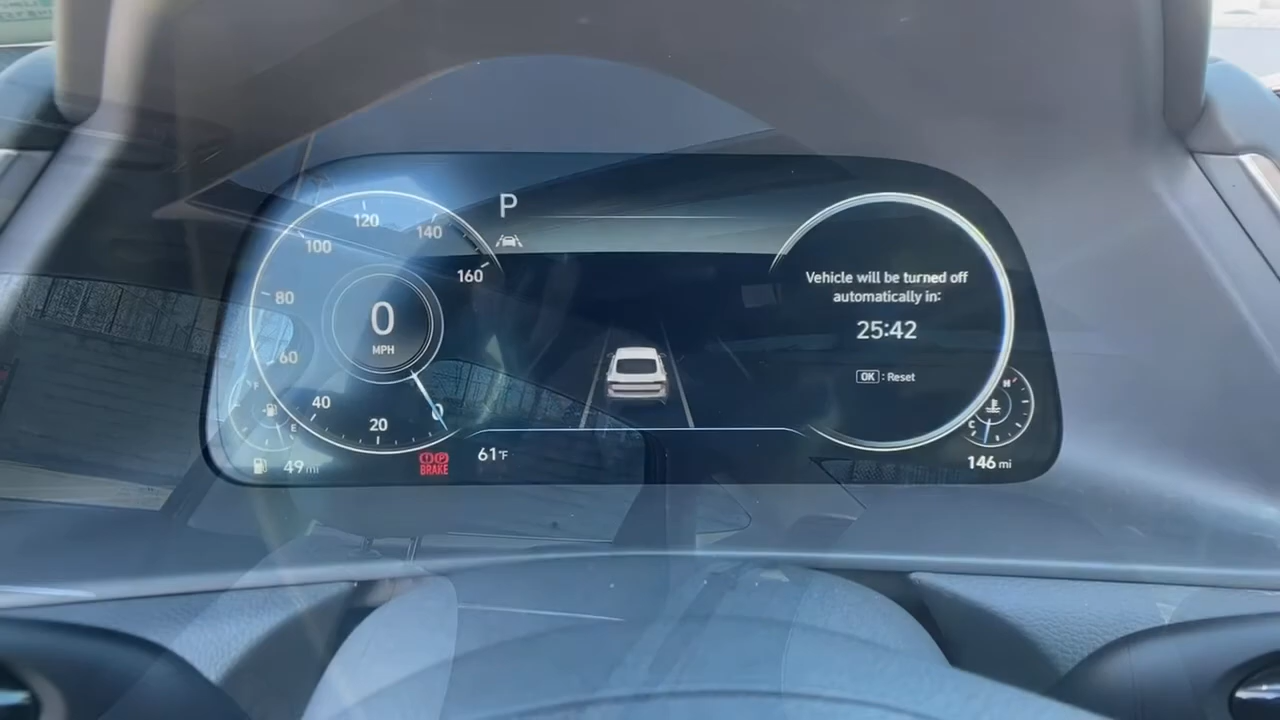 P
120
100
140
160
80
0
MPH
60
40
20
0
F
E
49 mi
BRAKE
61°F
Vehicle will be turned off
automatically in:
25:42
OK : Reset
H
C
146 mi